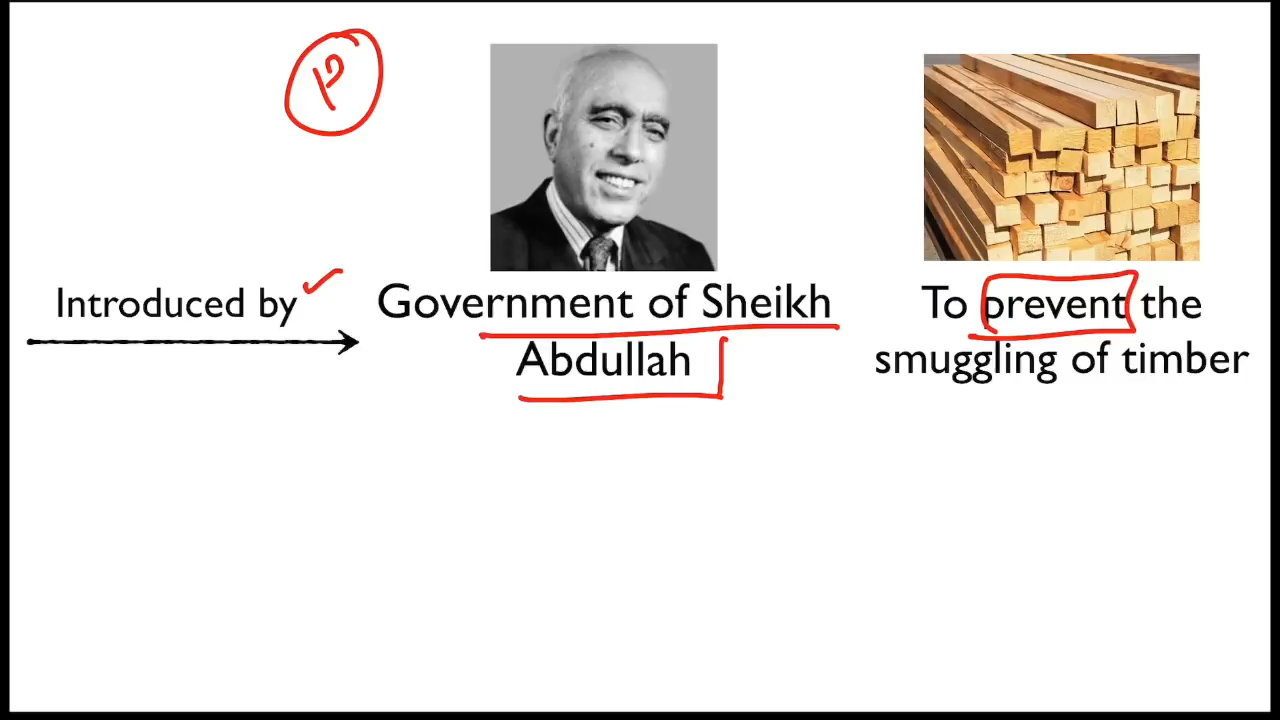 Introduced by
Government of Sheikh
Abdullah
To prevent the
smuggling of timber